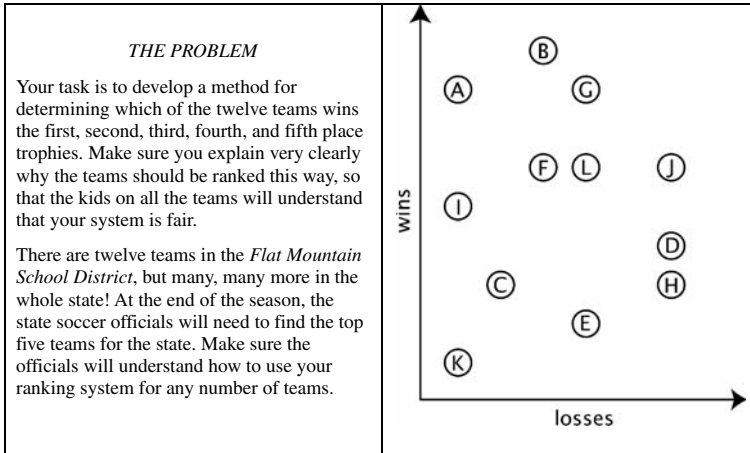 THE PROBLEM
Your task is to develop a method for
determining which of the twelve teams wins
the first, second, third, fourth, and fifth place
trophies. Make sure you explain very clearly
why the teams should be ranked this way, so
that the kids on all the teams will understand
that your system is fair.
There are twelve teams in the Flat Mountain
School District, but many, many more in the
whole state! At the end of the season, the
state soccer officials will need to find the top
five teams for the state. Make sure the
officials will understand how to use your
ranking system for any number of teams.
B
A
G
F
L
J
I
wins
D
C
H
E
K
losses